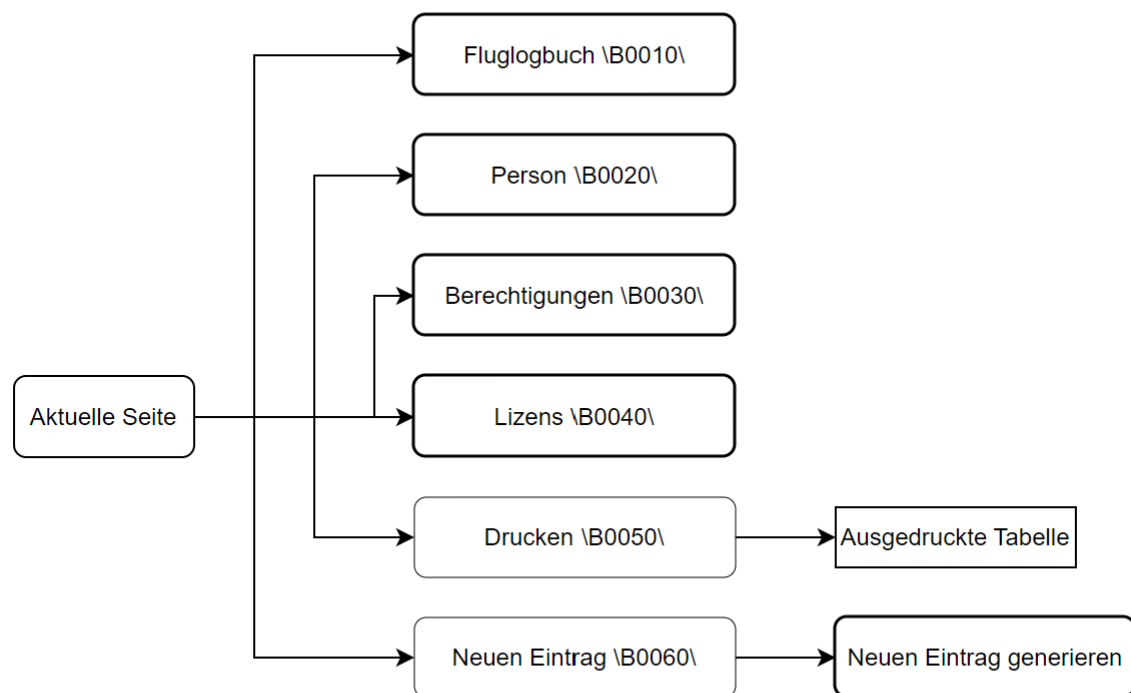 Fluglogbuch \B0010\
Person \B0020\
Berechtigungen \B0030\
Aktuelle Seite
Lizens \B0040\
Drucken \B0050\
Ausgedruckte Tabelle
Neuen Eintrag \B0060\
Neuen Eintrag generieren